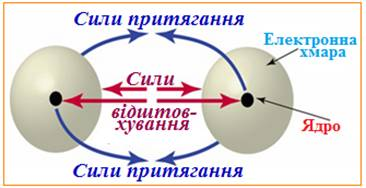 Сили притягання
Електронна
хмара
Сили
відштов-
хування
Ядро
Сили притягання